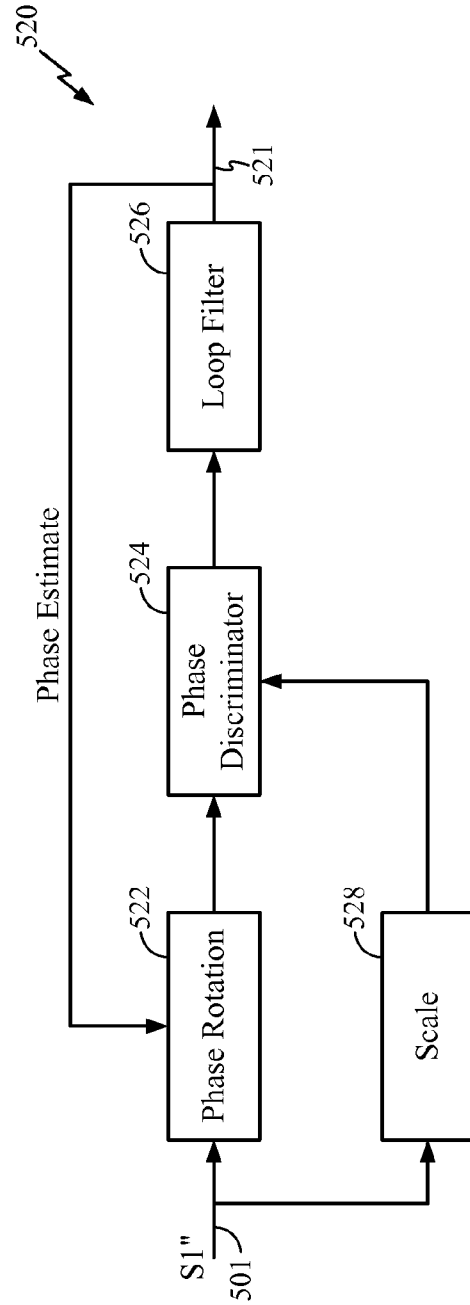 520
Phase Estimate
S1"
501
522
Phase Rotation
524
Phase
Discriminator
526
Loop Filter
521
528
Scale